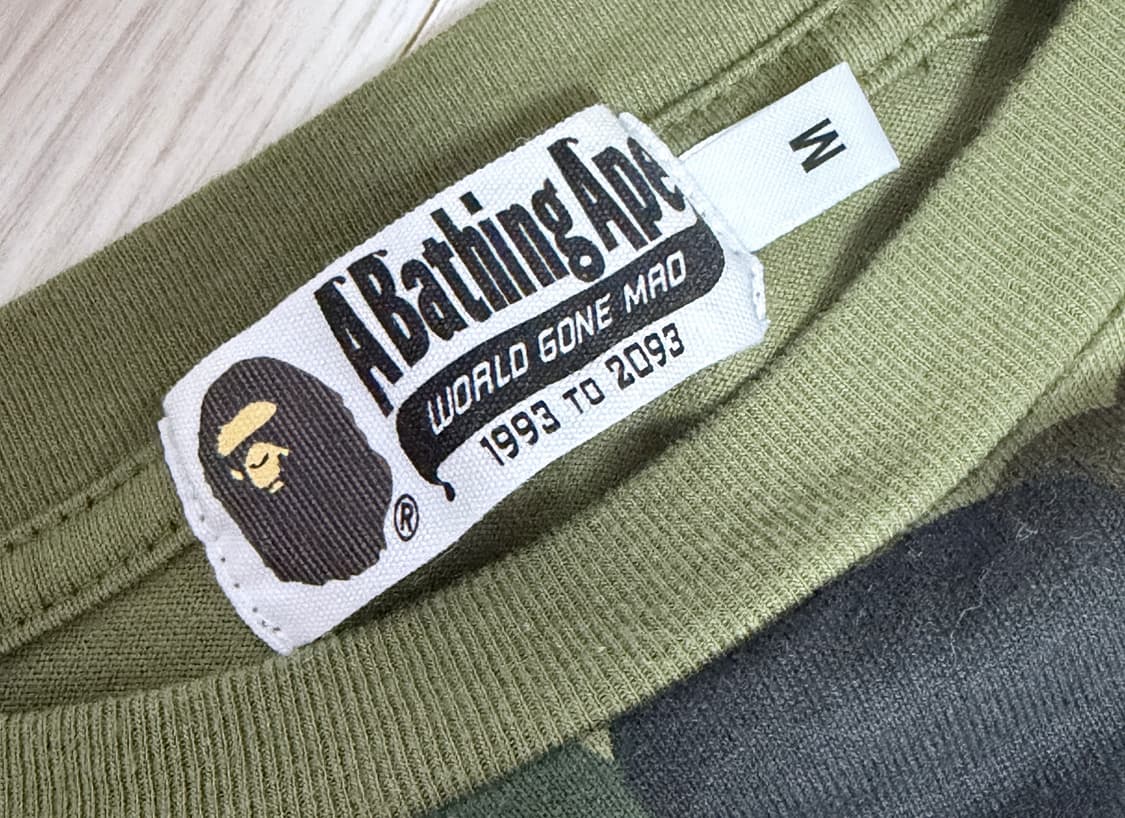 A Bathing Ape
WORLD GONE MAD
1993 TO 2093
®
M